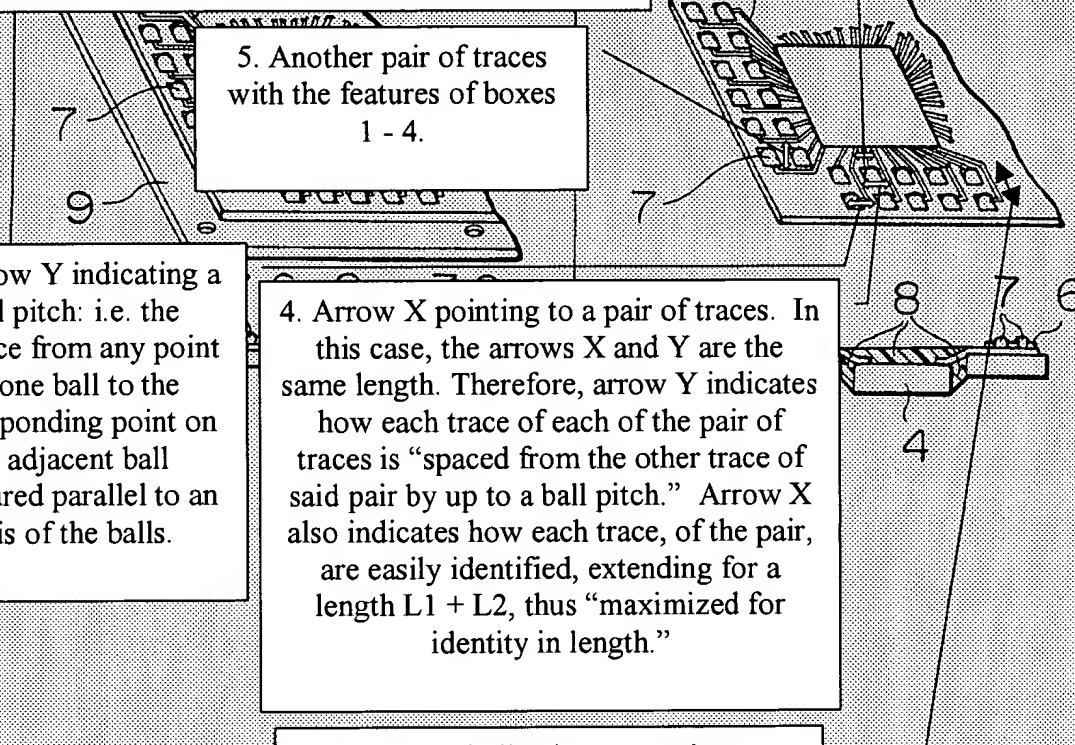 5. Another pair of traces
with the features of boxes
1 - 4.
7
9
7
ow Y indicating a
l pitch: i.e. the
ce from any point
one ball to the
sponding point on
adjacent ball
ured parallel to an
is of the balls.
4. Arrow X pointing to a pair of traces. In
this case, the arrows X and Y are the
same length. Therefore, arrow Y indicates
how each trace of each of the pair of
traces is “spaced from the other trace of
said pair by up to a ball pitch.” Arrow X
also indicates how each trace, of the pair,
are easily identified, extending for a
length L1 + L2, thus “maximized for
identity in length.”
8
7
6
4